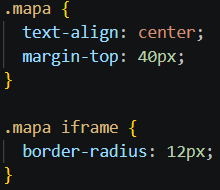 .mapa {
  text-align: center;
  margin-top: 40px;
}

.mapa iframe {
  border-radius: 12px;
}